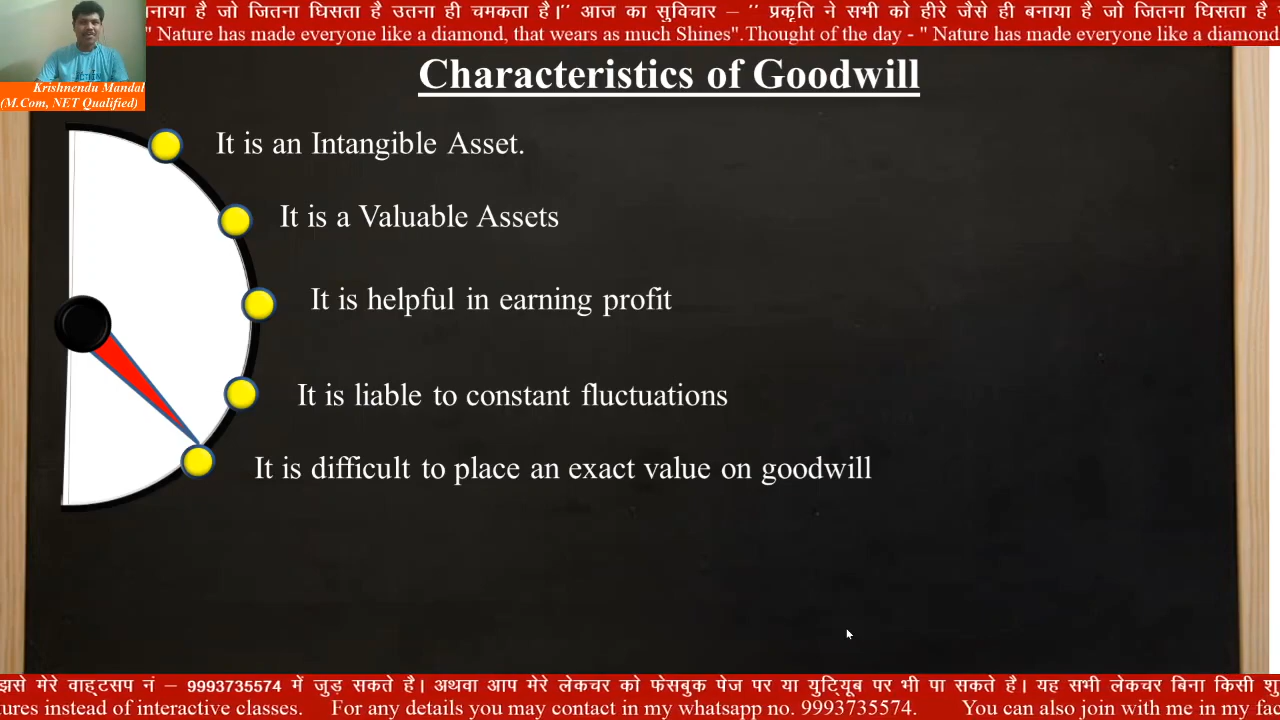 नाया है जो जितना घिसता है उतना ही चमकता है।'' आज का सुविचार – '' प्रकृति ने सभी को हीरे जैसे ही बनाया है जो जितना घिसता है
" Nature has made everyone like a diamond, that wears as much Shines".Thought of the day - " Nature has made everyone like a diamond
Krishnendu Mandal
(M.Com, NET Qualified)
Characteristics of Goodwill
It is an Intangible Asset.
It is a Valuable Assets
It is helpful in earning profit
It is liable to constant fluctuations
It is difficult to place an exact value on goodwill
झसे मेरे वाह्टसप नं – 9993735574 में जुड़ सकते है। अथवा आप मेरे लेकचर को फेसबुक पेज पर या युट्यूब पर भी पा सकते है। यह सभी लेकचर बिना किसी शु
tures instead of interactive classes. For any details you may contact in my whatsapp no. 9993735574. You can also join with me in my fac